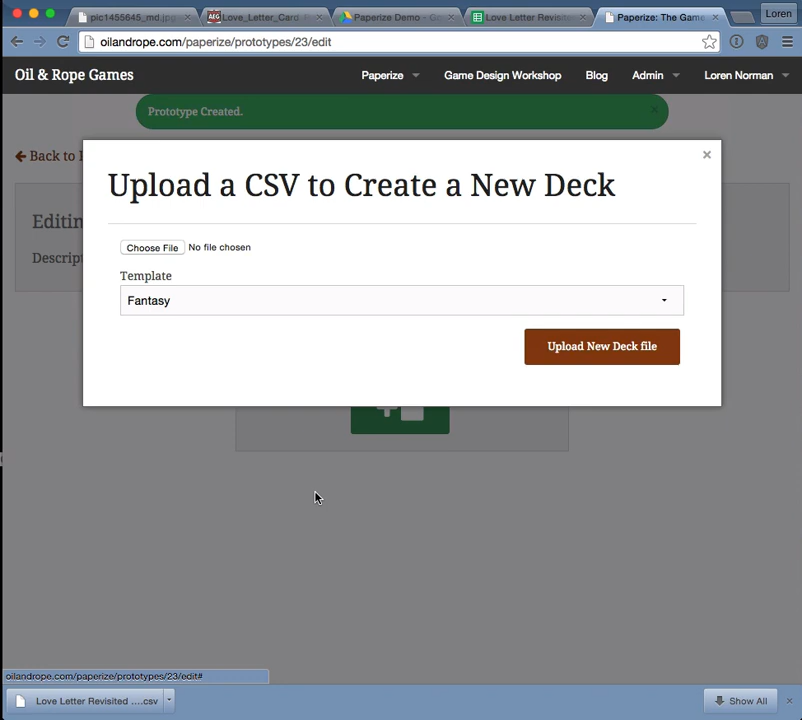 pic1455645_md.jpg
Love_Letter_Card
Paperize Demo - G
Love Letter Revisit
Paperize: The Game
Loren
oilandrope.com/paperize/prototypes/23/edit
Oil & Rope Games
Paperize
Game Design Workshop
Blog
Admin
Loren Norman
Prototype Created.
Back to
Editin
Descript
Upload a CSV to Create a New Deck
Choose File No file chosen
Template
Fantasy
Upload New Deck file
oilandrope.com/paperize/prototypes/23/edit#
Love Letter Revisited ....csv
Show All